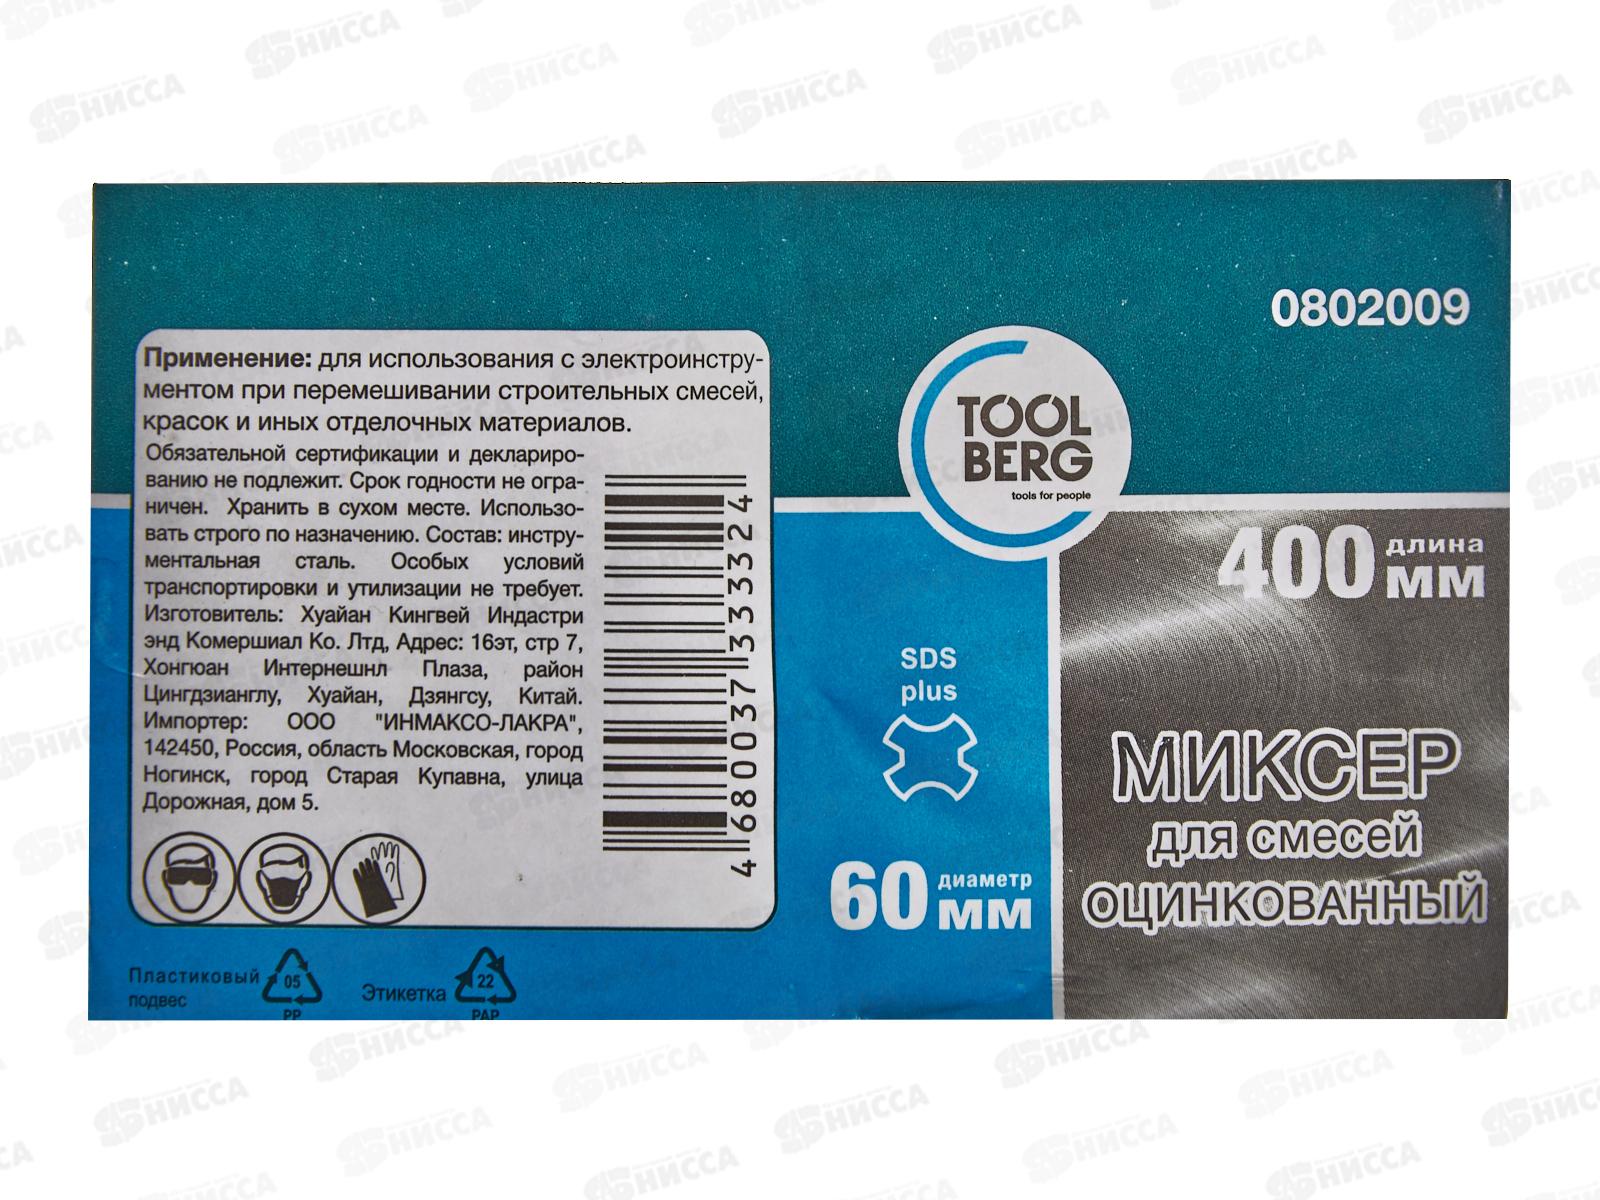 0802009
Применение: для использования с электроинстру-
ментом при перемешивании строительных смесей,
красок и иных отделочных материалов.
Обязательной сертификации и деклариро-
ванию не подлежит. Срок годности не огра-
ничен. Хранить в сухом месте. Использо-
вать строго по назначению. Состав: инстру-
ментальная сталь. Особых условий
транспортировки и утилизации не требует.
Изготовитель: Хуайан Кингвей Индастри
энд Комершиал Ко. Лтд, Адрес: 16эт, стр 7,
Хонгюан Интернешнл Плаза, район
Цингдзианглу, Хуайан, Дзянгсу, Китай.
Импортер: ООО "ИНМАКСО-ЛАКРА",
142450, Россия, область Московская, город
Ногинск, город Старая Купавна, улица
Дорожная, дом 5.
4 680037 333324
Пластиковый
подвес
05
PP
Этикетка
22
PAP
TOOL
BERG
tools for people
SDS
plus
60 диаметр
мм
400 длина
мм
МИКСЕР
для смесей
ОЦИНКОВАННЫЙ
НИССА